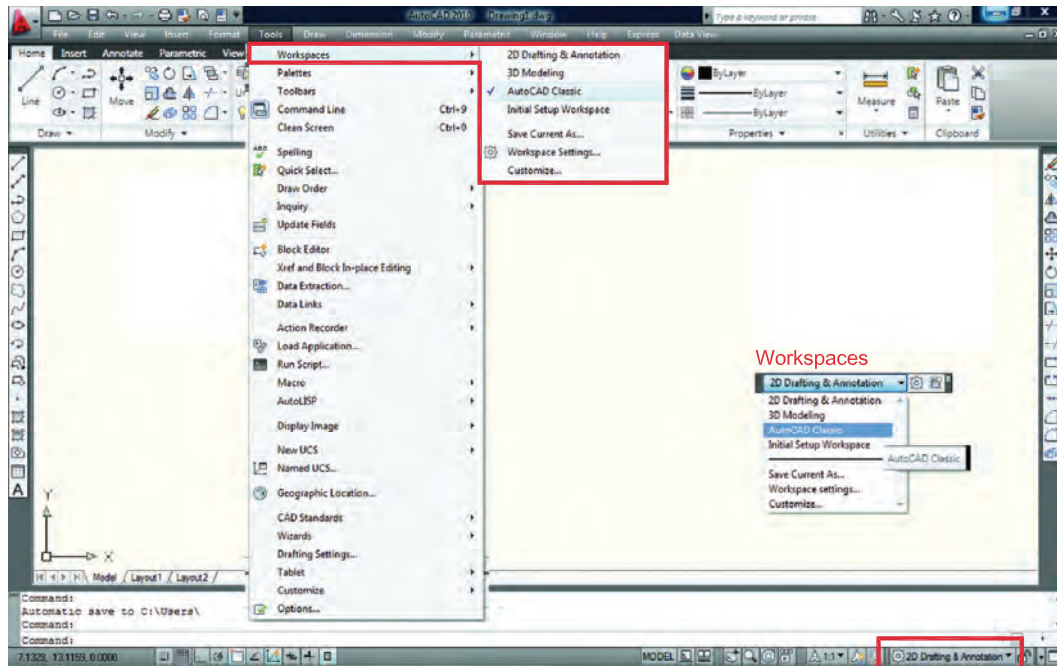 AutoCAD 2010 Drawing1.dwg
Type a keyword or phrase
File Edit View Insert Format Tools Draw Dimension Modify Parametric Window Help Express Data View
Home Insert Annotate Parametric View
Line
Move
Draw
Modify
ByLayer
ByLayer
ByLayer
Properties
Measure
Utilities
Paste
Clipboard
Workspaces
Palettes
Toolbars
Command Line Ctrl+9
Clean Screen Ctrl+0
Spelling
Quick Select...
Draw Order
Inquiry
Update Fields
Block Editor
Xref and Block In-place Editing
Data Extraction...
Data Links
Action Recorder
Load Application...
Run Script...
Macro
AutoLISP
Display Image
New UCS
Named UCS...
Geographic Location...
CAD Standards
Wizards
Drafting Settings...
Tablet
Customize
Options...
2D Drafting & Annotation
3D Modeling
AutoCAD Classic
Initial Setup Workspace
Save Current As...
Workspace Settings...
Customize...
Workspaces
2D Drafting & Annotation
2D Drafting & Annotation
3D Modeling
AutoCAD Classic
Initial Setup Workspace
AutoCAD Classic
Save Current As...
Workspace settings...
Customize...
A
Y
X
Model Layout1 Layout2
Command:
Automatic save to C:\Users\
Command:
Command:
7.1329, 13.1159, 0.0000
MODEL
1:1
2D Drafting & Annotation